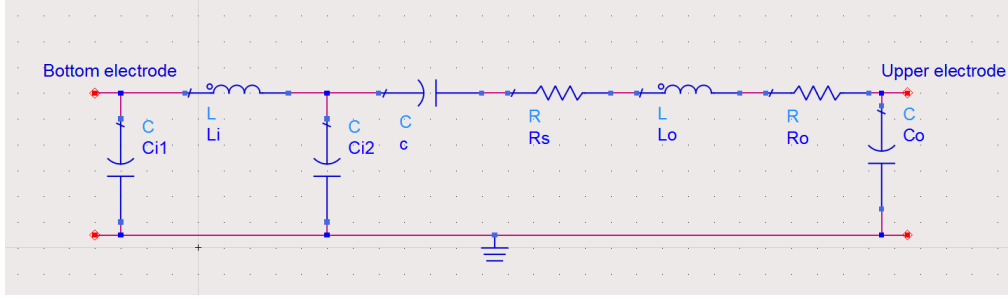 Bottom electrode
Upper electrode
L
Li
C
Ci1
C
Ci2
C
c
R
Rs
L
Lo
R
Ro
C
Co